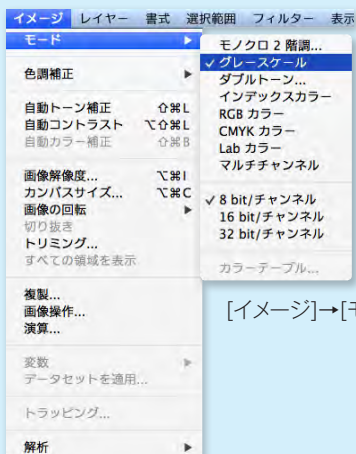 イメージ レイヤー 書式 選択範囲 フィルター 表示
モード
色調補正
自動トーン補正 ⇧⌘L
自動コントラスト ⌥⇧⌘L
自動カラー補正 ⇧⌘B
画像解像度... ⌥⌘I
カンバスサイズ... ⌥⌘C
画像の回転
切り抜き
トリミング...
すべての領域を表示
複製...
画像操作...
演算...
変数
データセットを適用...
トラッピング...
解析
モノクロ 2 階調...
✓ グレースケール
ダブルトーン...
インデックスカラー
RGB カラー
CMYK カラー
Lab カラー
マルチチャンネル
✓ 8 bit/チャンネル
16 bit/チャンネル
32 bit/チャンネル
カラーテーブル...
[イメージ]→[モ